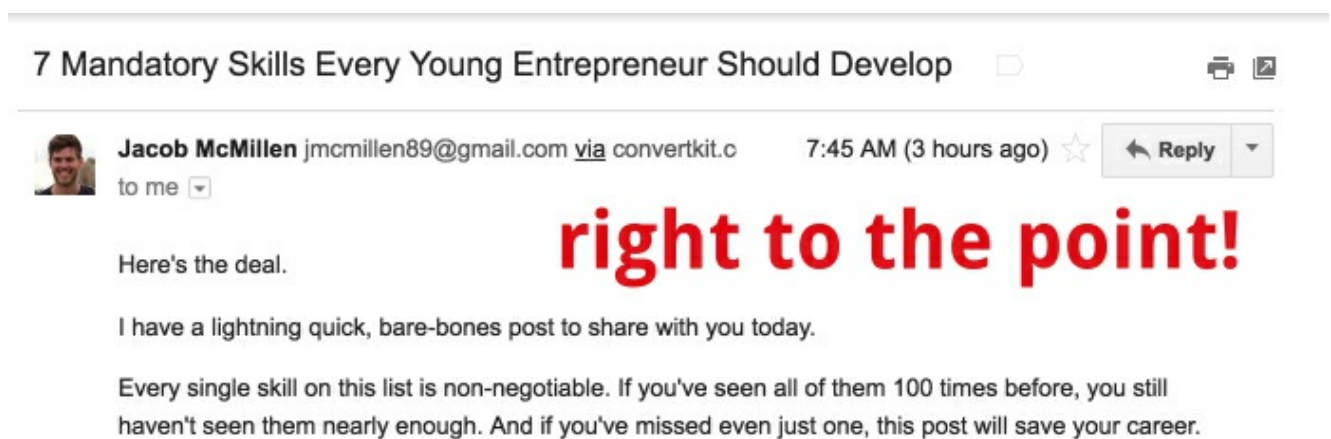 7 Mandatory Skills Every Young Entrepreneur Should Develop
Jacob McMillen jmcmillen89@gmail.com via convertkit.c 7:45 AM (3 hours ago) Reply
to me
right to the point!
Here's the deal.
I have a lightning quick, bare-bones post to share with you today.
Every single skill on this list is non-negotiable. If you've seen all of them 100 times before, you still
haven't seen them nearly enough. And if you've missed even just one, this post will save your career.